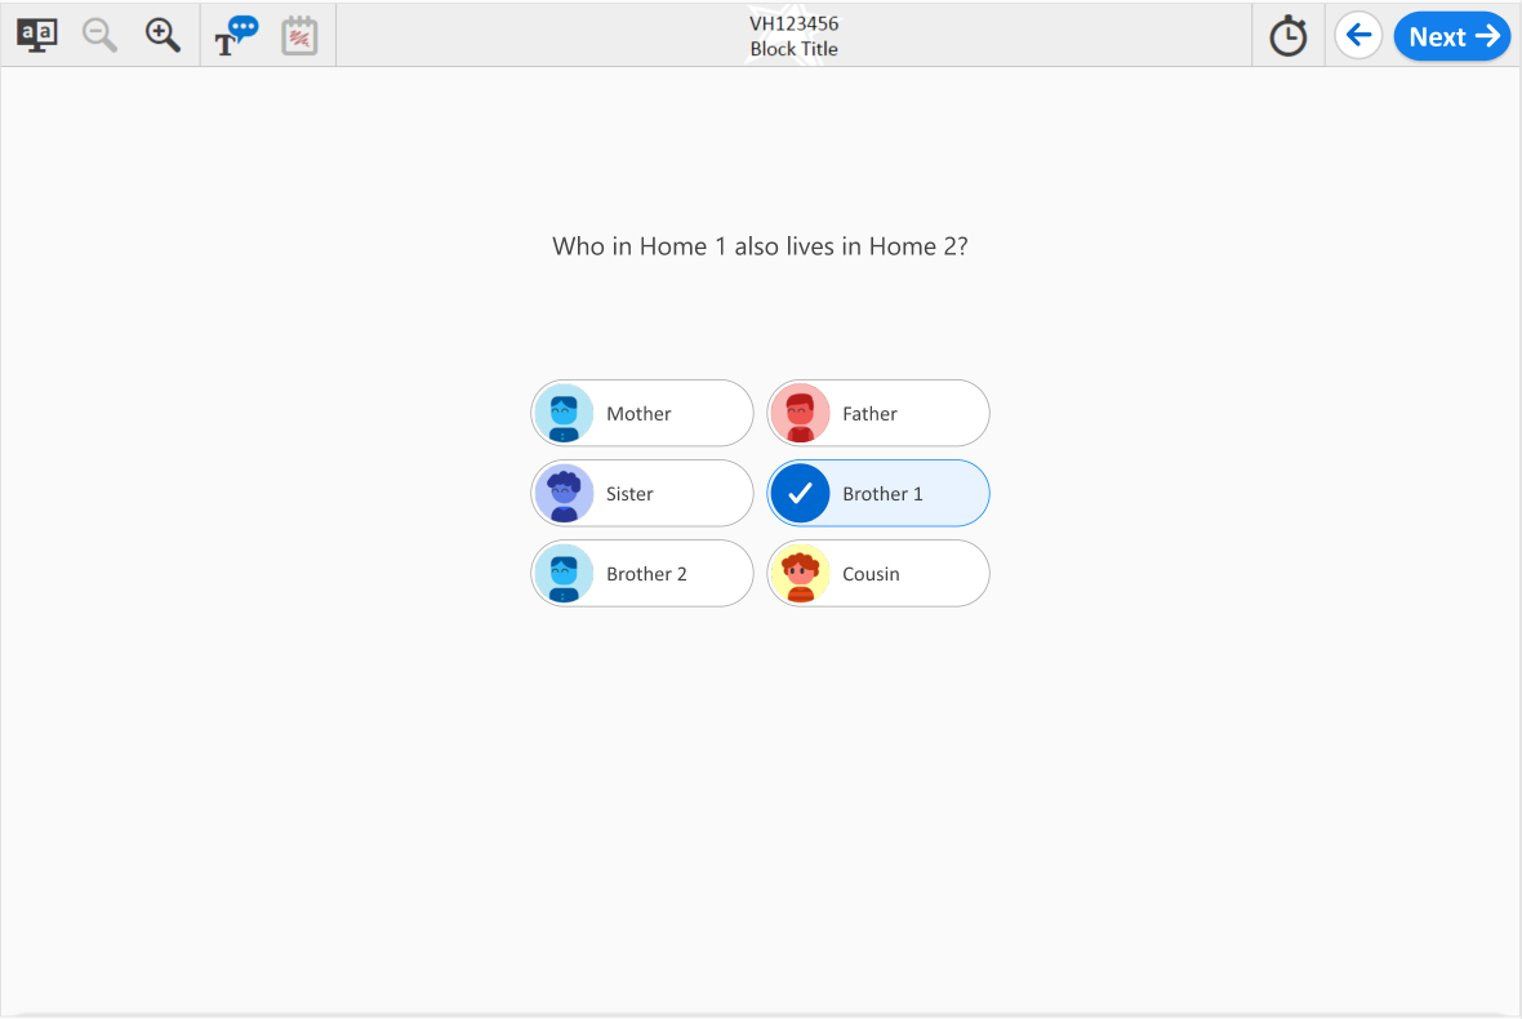 aa
T
VH123456
Block Title
Next
Who in Home 1 also lives in Home 2?
Mother
Father
Sister
Brother 1
Brother 2
Cousin